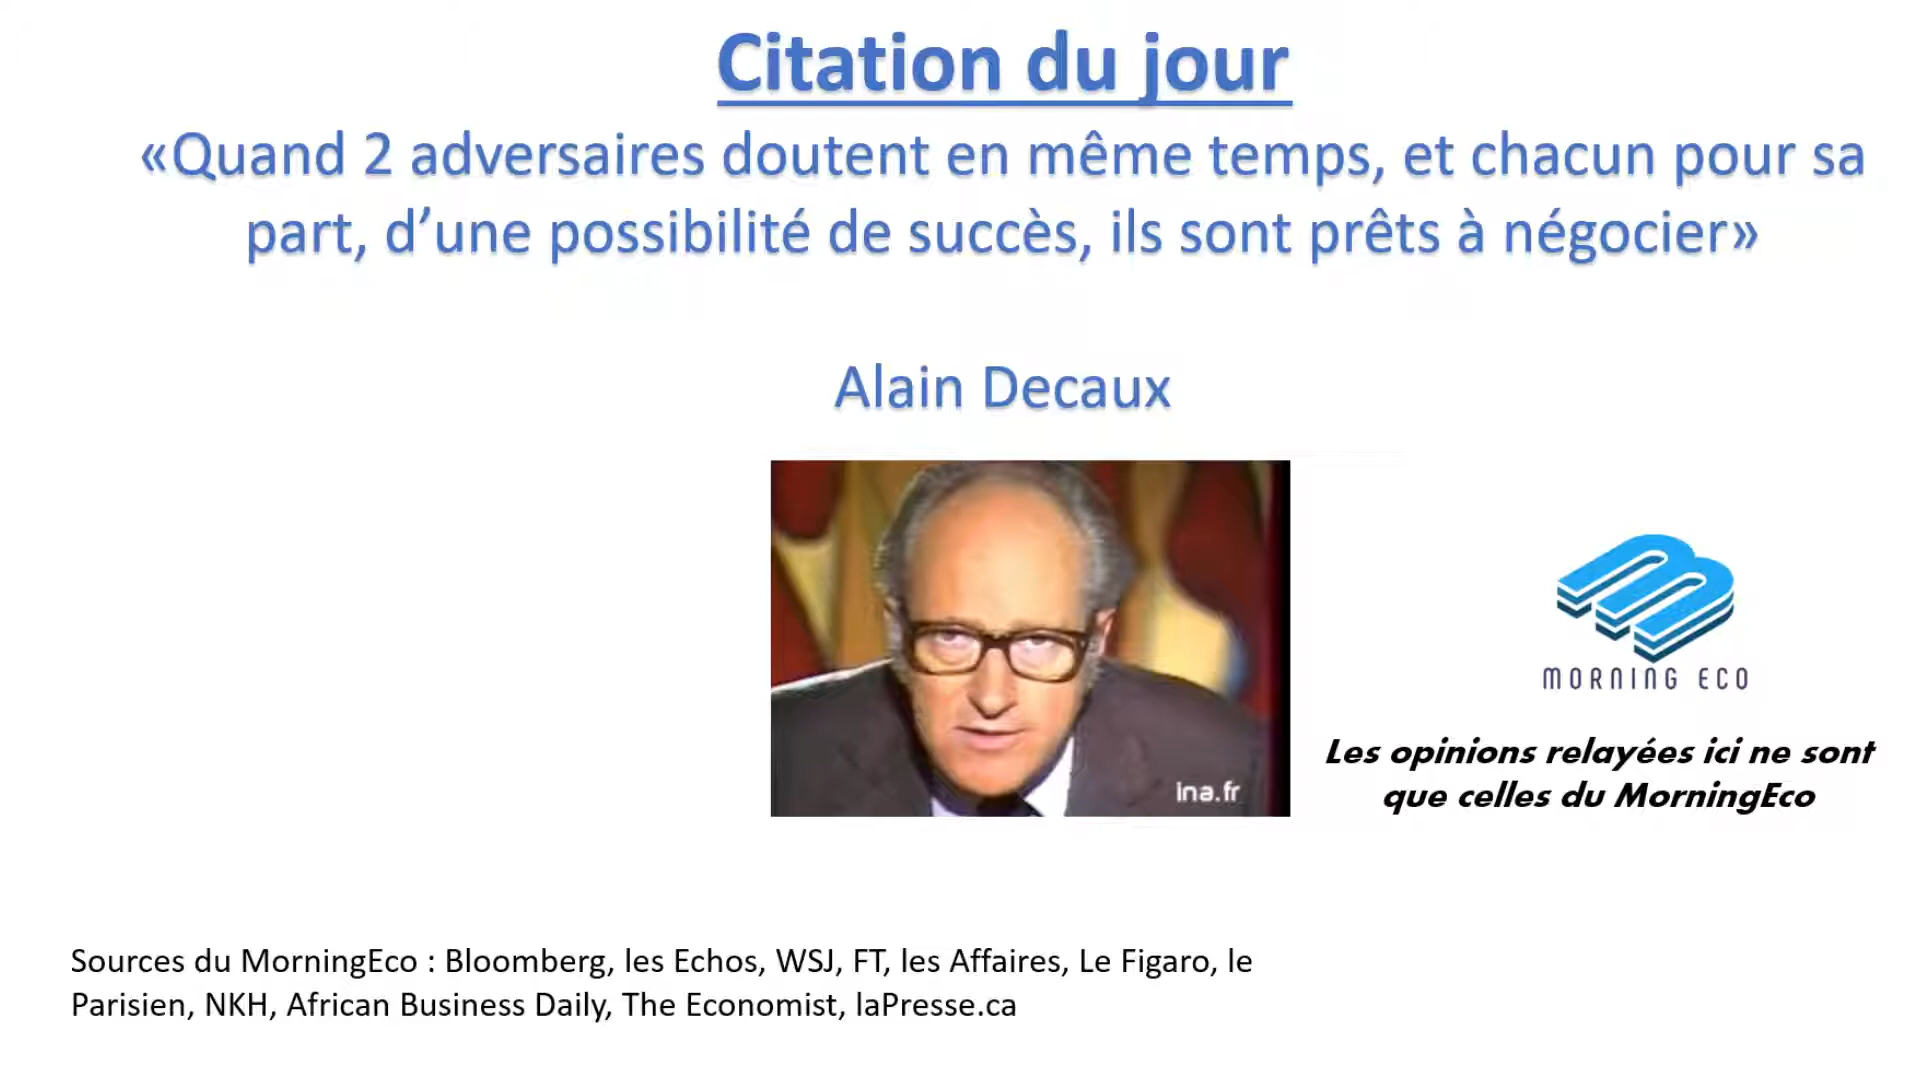 Citation du jour
«Quand 2 adversaires doutent en même temps, et chacun pour sa
part, d’une possibilité de succès, ils sont prêts à négocier»
Alain Decaux
ina.fr
MORNING ECO
Les opinions relayées ici ne sont
que celles du MorningEco
Sources du MorningEco : Bloomberg, les Echos, WSJ, FT, les Affaires, Le Figaro, le
Parisien, NKH, African Business Daily, The Economist, laPresse.ca